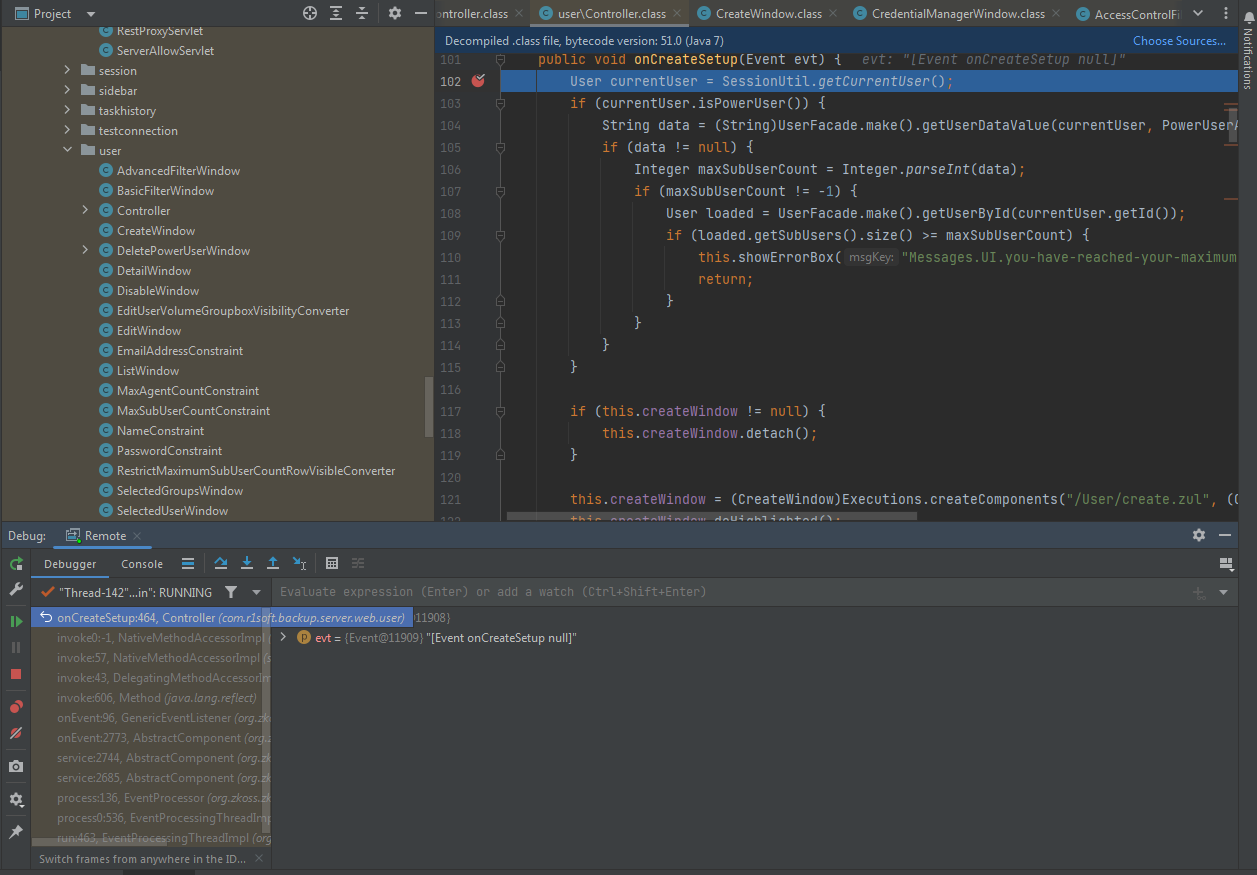 Project
RestProxyServlet
ServerAllowServlet
session
sidebar
taskhistory
testconnection
user
AdvancedFilterWindow
BasicFilterWindow
Controller
CreateWindow
DeletePowerUserWindow
DetailWindow
DisableWindow
EditUserVolumeGroupboxVisibilityConverter
EditWindow
EmailAddressConstraint
ListWindow
MaxAgentCountConstraint
MaxSubUserCountConstraint
NameConstraint
PasswordConstraint
RestrictMaximumSubUserCountRowVisibleConverter
SelectedGroupsWindow
SelectedUserWindow
ontroller.class user\Controller.class CreateWindow.class CredentialManagerWindow.class AccessControlFi
Decompiled .class file, bytecode version: 51.0 (Java 7) Choose Sources...
101 public void onCreateSetup(Event evt) { evt: "[Event onCreateSetup null]"
102 User currentUser = SessionUtil.getCurrentUser();
103 if (currentUser.isPowerUser()) {
104 String data = (String)UserFacade.make().getUserDataValue(currentUser, PowerUserA
105 if (data != null) {
106 Integer maxSubUserCount = Integer.parseInt(data);
107 if (maxSubUserCount != -1) {
108 User loaded = UserFacade.make().getUserById(currentUser.getId());
109 if (loaded.getSubUsers().size() >= maxSubUserCount) {
110 this.showErrorBox( msgKey: "Messages.UI.you-have-reached-your-maximum
111 return;
112 }
113 }
114 }
115 }
116
117 if (this.createWindow != null) {
118 this.createWindow.detach();
119 }
120
121 this.createWindow = (CreateWindow)Executions.createComponents("/User/create.zul", (C
122 this.createWindow.doHighlighted();
Notifications
Debug: Remote
Debugger Console
"Thread-142"...in": RUNNING
Evaluate expression (Enter) or add a watch (Ctrl+Shift+Enter)
onCreateSetup:464, Controller (com.r1soft.backup.server.web.user) 11908}
invoke0:-1, NativeMethodAccessorImpl (
evt = {Event@11909} "[Event onCreateSetup null]"
invoke:57, NativeMethodAccessorImpl (s
invoke:43, DelegatingMethodAccessorIm
invoke:606, Method (java.lang.reflect)
onEvent:96, GenericEventListener (org.zko
onEvent:2773, AbstractComponent (org.z
service:2744, AbstractComponent (org.zk
service:2685, AbstractComponent (org.zk
process:136, EventProcessor (org.zkoss.z
process0:536, EventProcessingThreadImp
run:463, EventProcessingThreadImpl (org
Switch frames from anywhere in the ID...